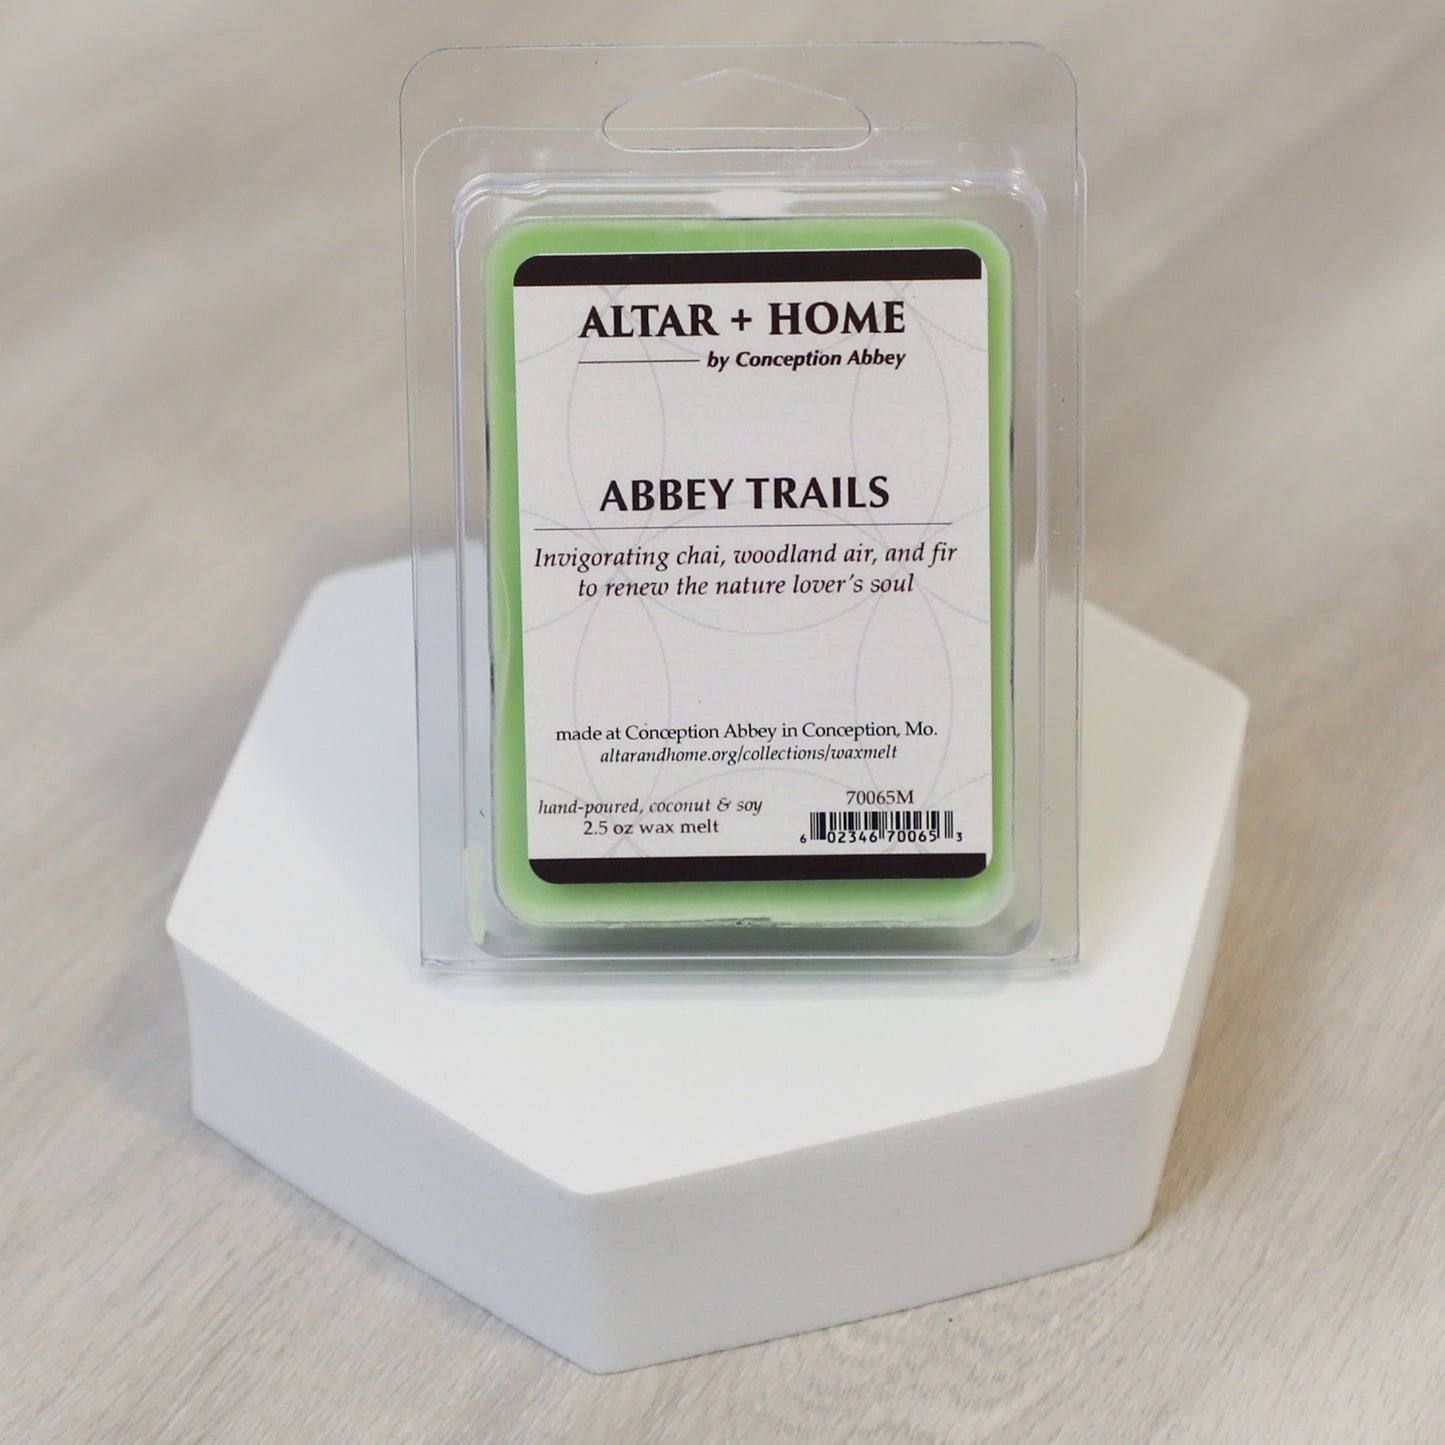 ALTAR + HOME
by Conception Abbey
ABBEY TRAILS
Invigorating chai, woodland air, and fir
to renew the nature lover's soul
made at Conception Abbey in Conception, Mo.
altarandhome.org/collections/waxmelt
hand-poured, coconut & soy
2.5 oz wax melt
70065M
6 02346 70065 3